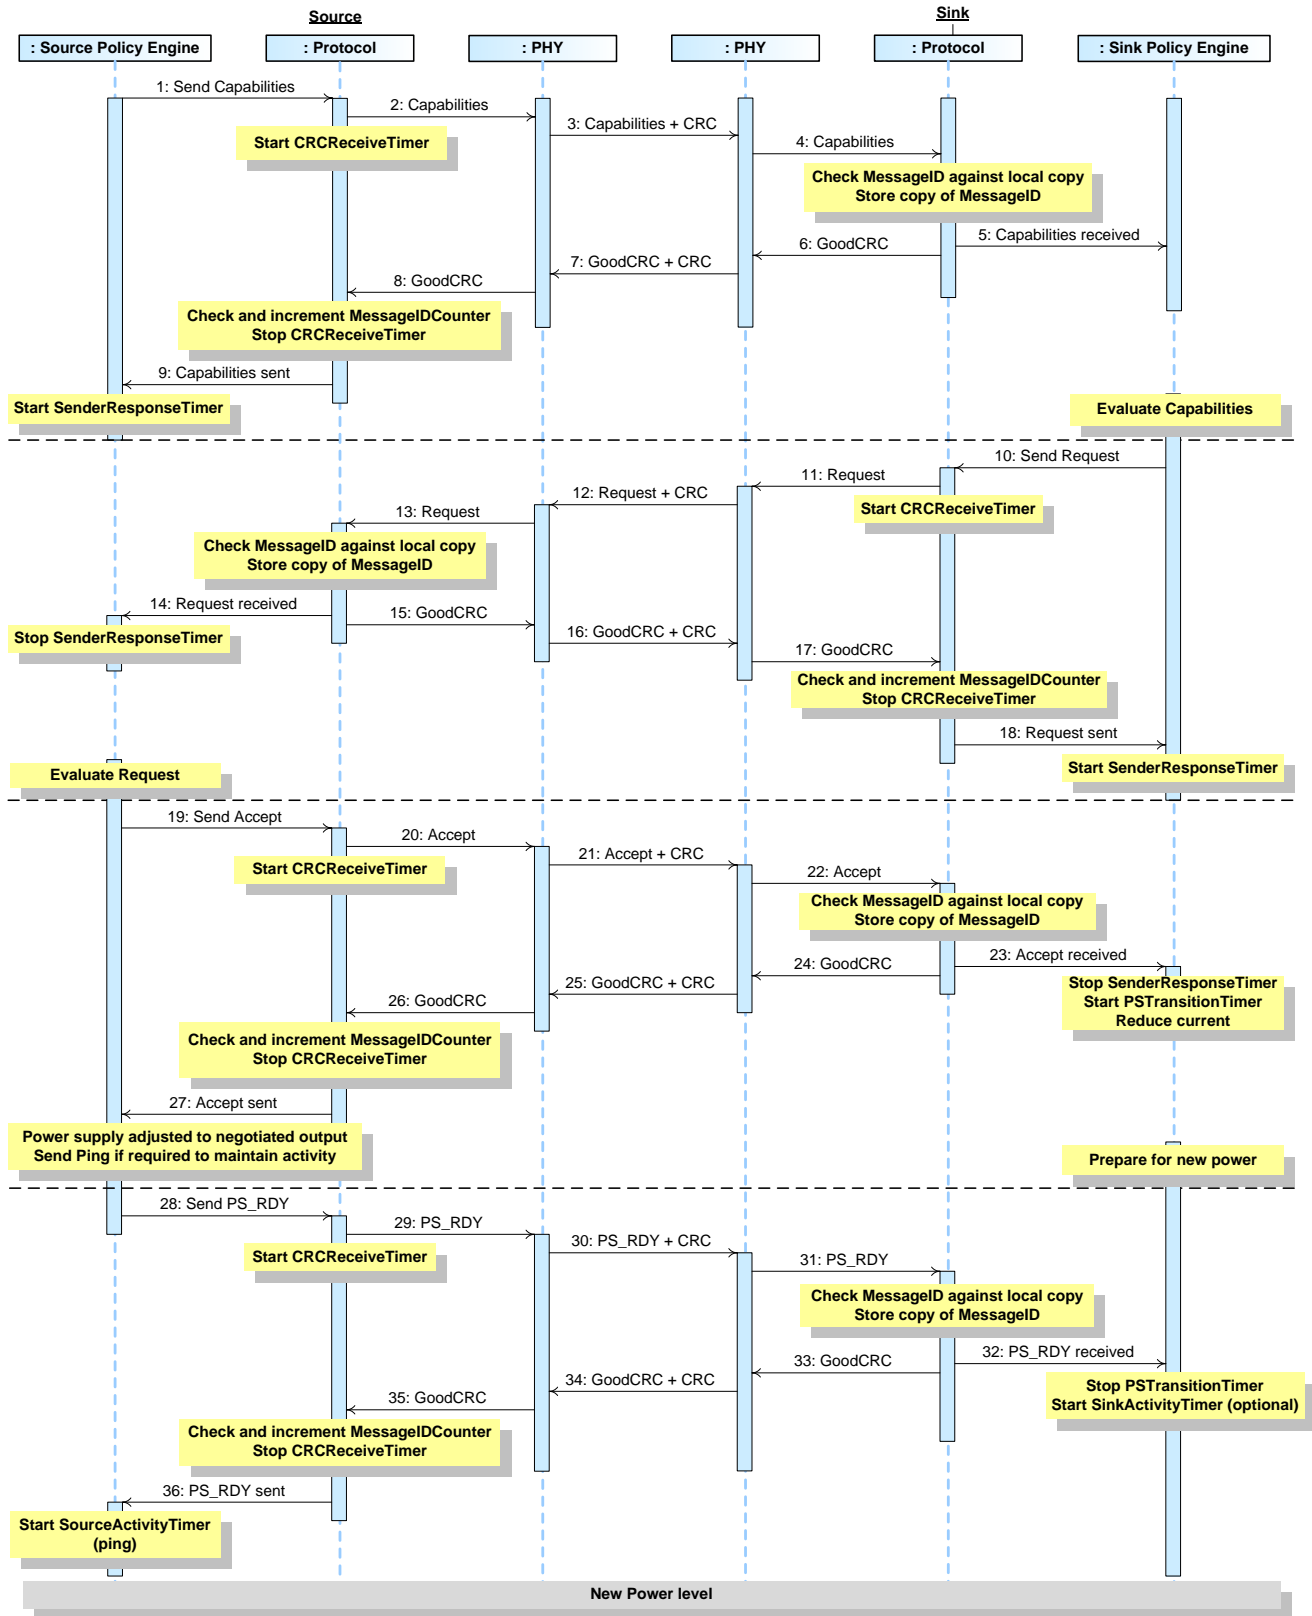 Source
Sink
: Source Policy Engine
: Protocol
: PHY
: PHY
: Protocol
: Sink Policy Engine
1: Send Capabilities
2: Capabilities
3: Capabilities + CRC
Start CRCReceiveTimer
4: Capabilities
Check MessageID against local copy
Store copy of MessageID
5: Capabilities received
6: GoodCRC
7: GoodCRC + CRC
8: GoodCRC
Check and increment MessageIDCounter
Stop CRCReceiveTimer
9: Capabilities sent
Start SenderResponseTimer
Evaluate Capabilities
10: Send Request
11: Request
12: Request + CRC
Start CRCReceiveTimer
13: Request
Check MessageID against local copy
Store copy of MessageID
14: Request received
15: GoodCRC
Stop SenderResponseTimer
16: GoodCRC + CRC
17: GoodCRC
Check and increment MessageIDCounter
Stop CRCReceiveTimer
18: Request sent
Start SenderResponseTimer
Evaluate Request
19: Send Accept
20: Accept
21: Accept + CRC
Start CRCReceiveTimer
22: Accept
Check MessageID against local copy
Store copy of MessageID
23: Accept received
24: GoodCRC
Stop SenderResponseTimer
Start PSTransitionTimer
Reduce current
25: GoodCRC + CRC
26: GoodCRC
Check and increment MessageIDCounter
Stop CRCReceiveTimer
27: Accept sent
Power supply adjusted to negotiated output
Send Ping if required to maintain activity
Prepare for new power
28: Send PS_RDY
29: PS_RDY
30: PS_RDY + CRC
Start CRCReceiveTimer
31: PS_RDY
Check MessageID against local copy
Store copy of MessageID
32: PS_RDY received
33: GoodCRC
34: GoodCRC + CRC
Stop PSTransitionTimer
Start SinkActivityTimer (optional)
35: GoodCRC
Check and increment MessageIDCounter
Stop CRCReceiveTimer
36: PS_RDY sent
Start SourceActivityTimer
(ping)
New Power level